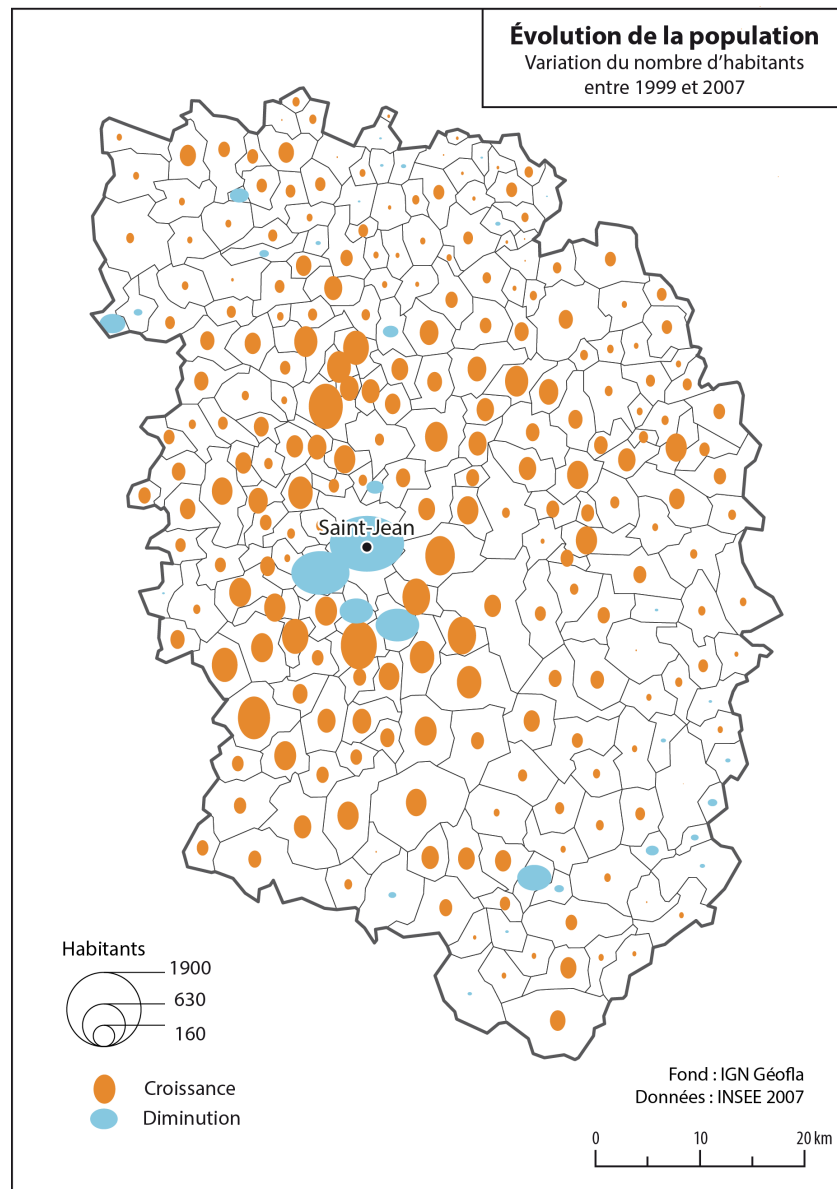 Évolution de la population
Variation du nombre d'habitants
entre 1999 et 2007
Saint-Jean
Habitants
1900
630
160
Croissance
Diminution
Fond : IGN Géofla
Données : INSEE 2007
0 10 20 km